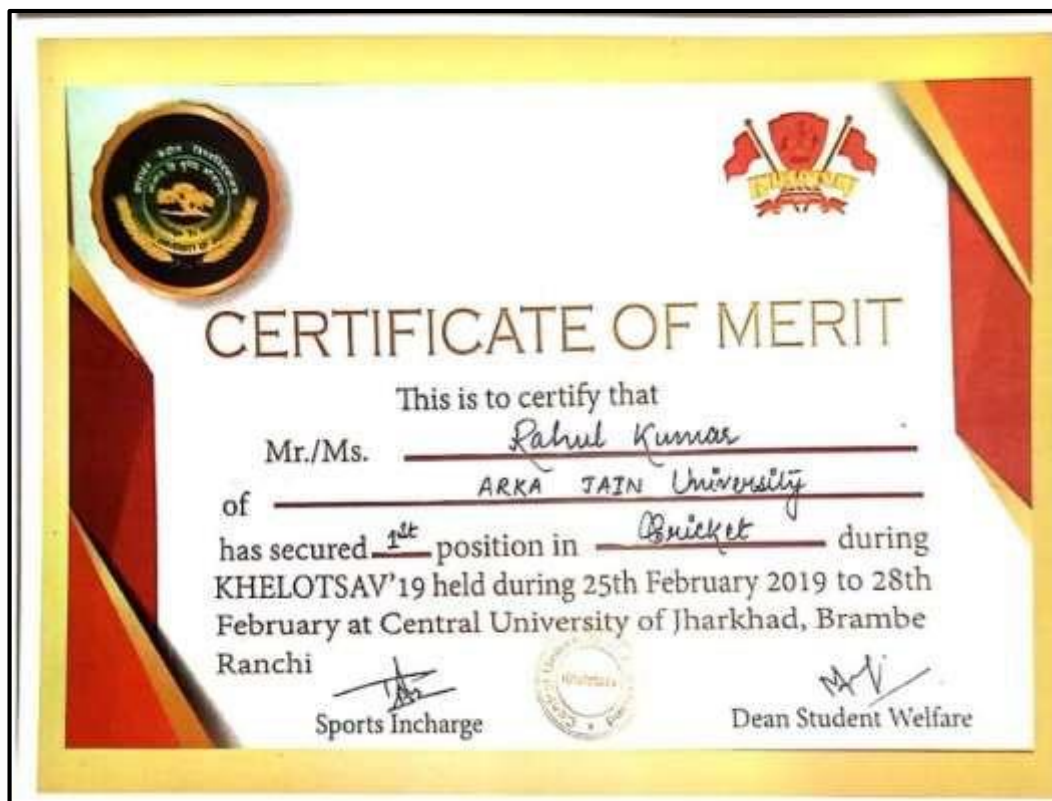 KHELOTSAV
CERTIFICATE OF MERIT
This is to certify that
Mr./Ms. Rahul Kumar
of ARKA JAIN University
has secured 1st position in Cricket during
KHELOTSAV'19 held during 25th February 2019 to 28th
February at Central University of Jharkhad, Brambe
Ranchi
Sports Incharge
Dean Student Welfare